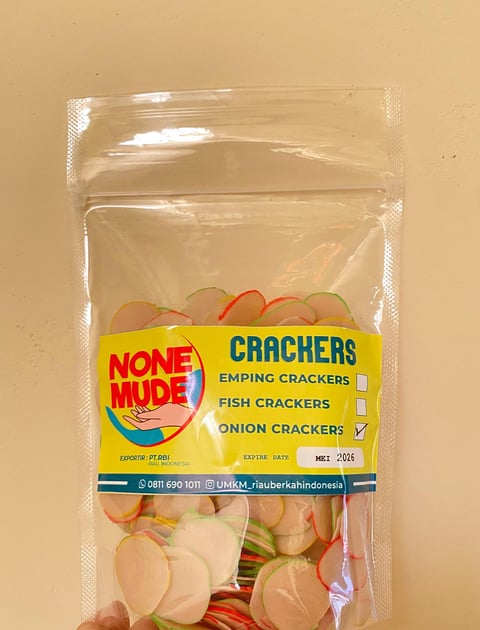 NONE
MUDE
CRACKERS
EMPING CRACKERS
FISH CRACKERS
ONION CRACKERS
EXPORTIR : PT.RBI
RIAU, INDONESIA
EXPIRE DATE
MEI 2026
0811 690 1011 UMKM_riauberkahindonesia